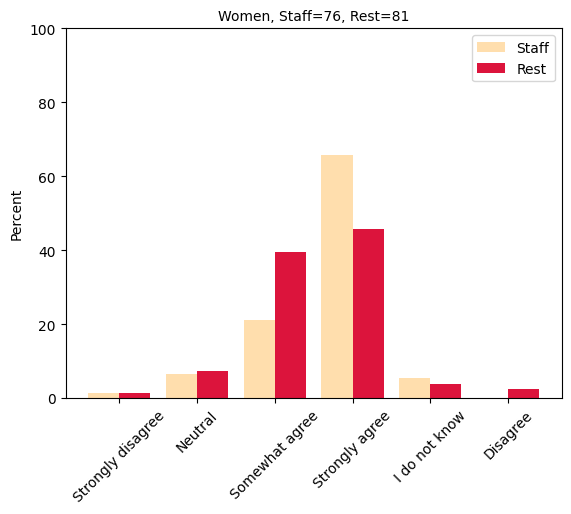 Women, Staff=76, Rest=81
100
80
60
40
20
0
Percent
Staff
Rest
Strongly disagree
Neutral
Somewhat agree
Strongly agree
I do not know
Disagree